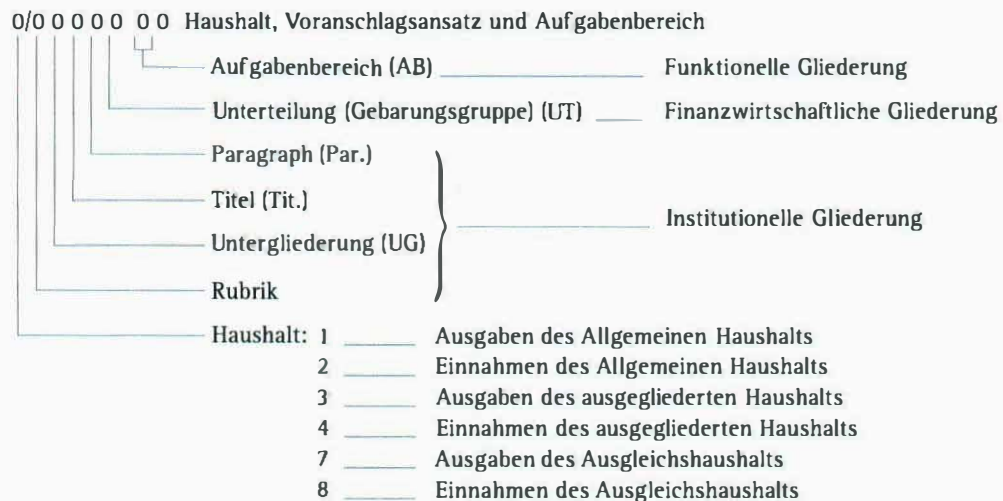 0/0 0 0 0 0 0 0 Haushalt, Voranschlagsansatz und Aufgabenbereich
Aufgabenbereich (AB) Funktionelle Gliederung
Unterteilung (Gebarungsgruppe) (UT) Finanzwirtschaftliche Gliederung
Paragraph (Par.)
Titel (Tit.)
Institutionelle Gliederung
Untergliederung (UG)
Rubrik
Haushalt: 1 Ausgaben des Allgemeinen Haushalts
2 Einnahmen des Allgemeinen Haushalts
3 Ausgaben des ausgegliederten Haushalts
4 Einnahmen des ausgegliederten Haushalts
7 Ausgaben des Ausgleichshaushalts
8 Einnahmen des Ausgleichshaushalts